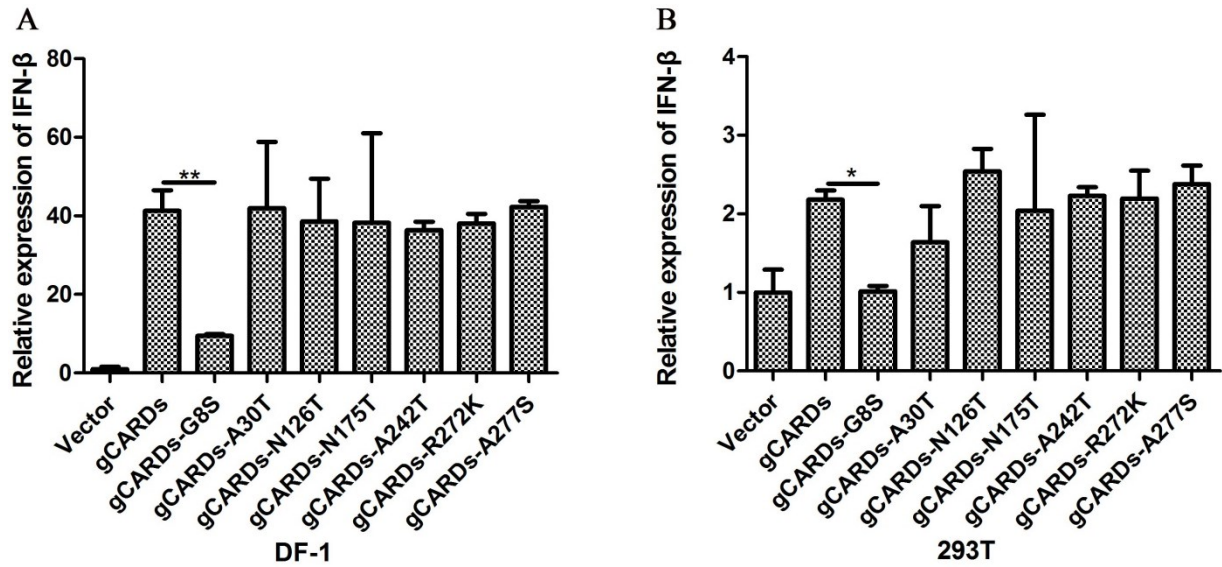 A
Relative expression of IFN-β
80
60
40
20
0
**
Vector
gCARDs
gCARDs-G8S
gCARDs-A30T
gCARDs-N126T
gCARDs-N175T
gCARDs-A242T
gCARDs-R272K
gCARDs-A277S
DF-1
B
Relative expression of IFN-β
4
3
2
1
0
*
Vector
gCARDs
gCARDs-G8S
gCARDs-A30T
gCARDs-N126T
gCARDs-N175T
gCARDs-A242T
gCARDs-R272K
gCARDs-A277S
293T